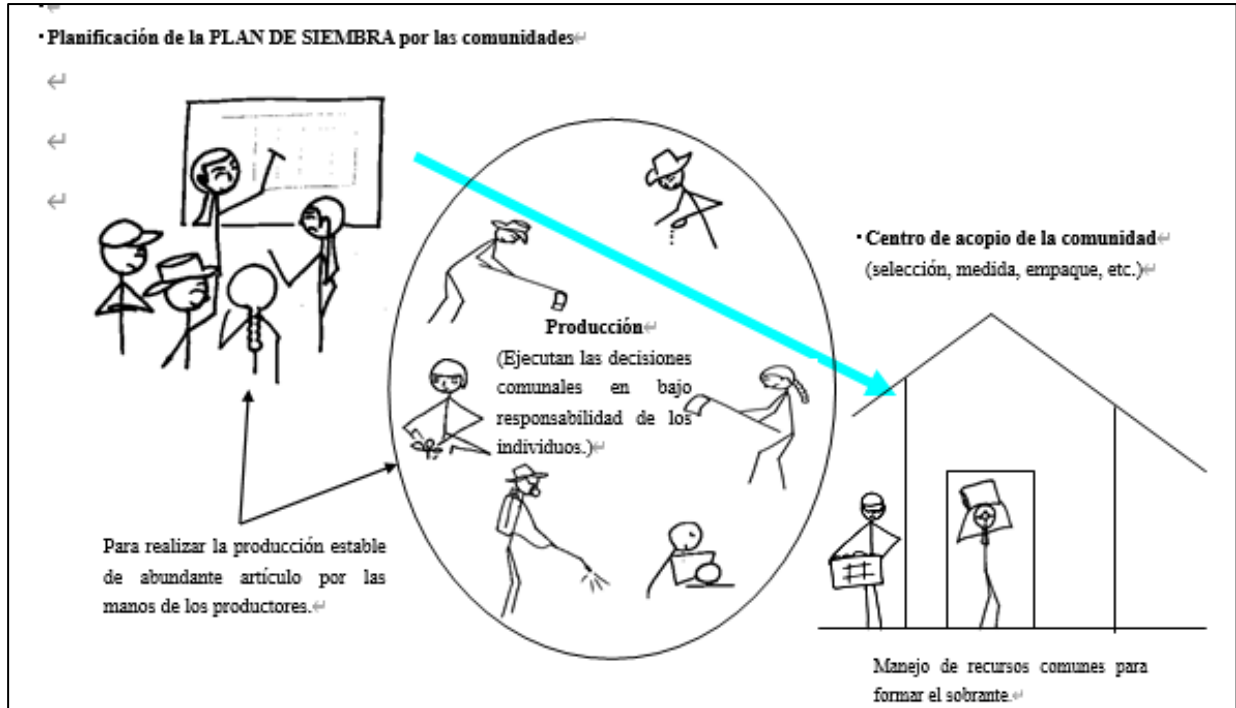 · Planificación de la PLAN DE SIEMBRA por las comunidades↵
↵
↵
↵
· Centro de acopio de la comunidad↵
(selección, medida, empaque, etc.)↵
Producción↵
(Ejecutan las decisiones
comunales en bajo
responsabilidad de los
individuos.)↵
Para realizar la producción estable
de abundante artículo por las
manos de los productores.↵
Manejo de recursos comunes para
formar el sobrante.↵